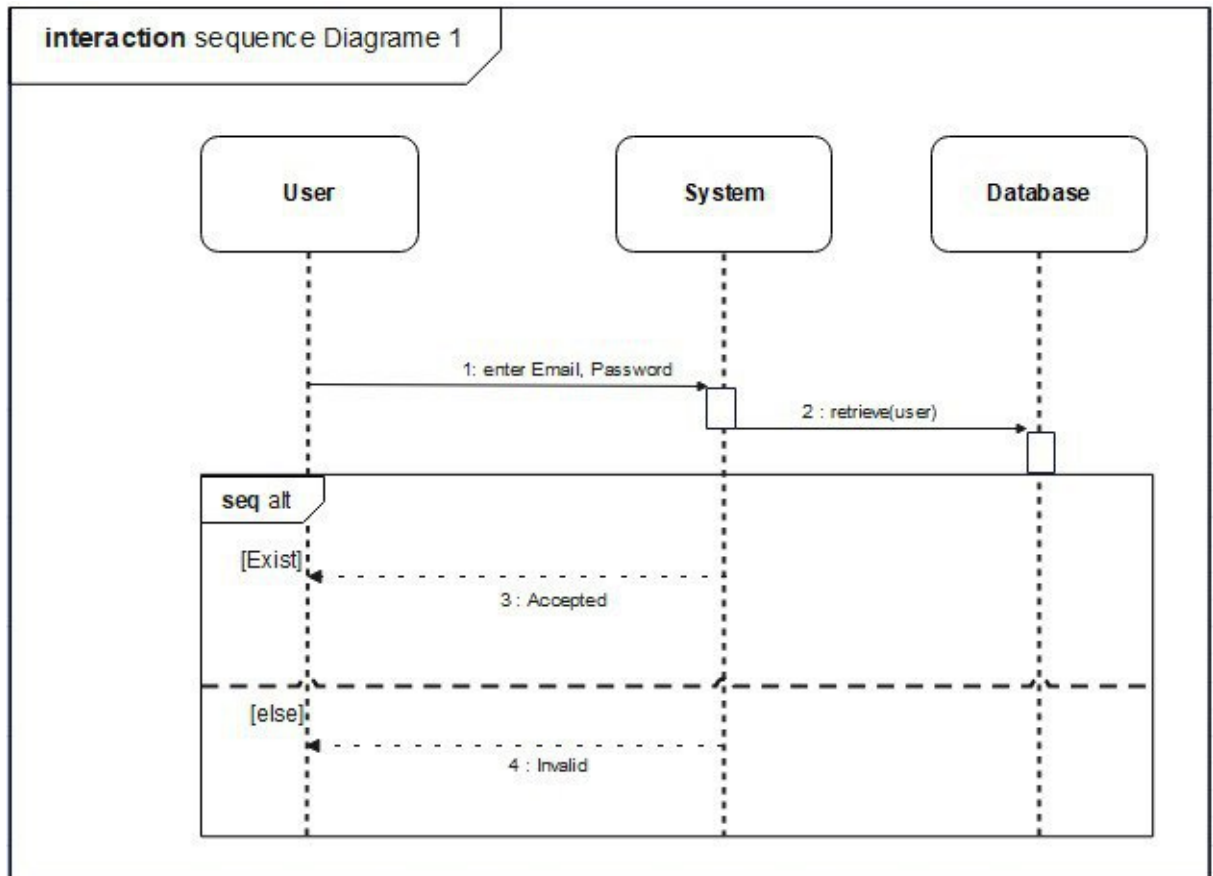 interaction sequence Diagrame 1
User
System
Database
1: enter Email, Password
2 : retrieve(user)
seq alt
[Exist]
3 : Accepted
[else]
4 : Invalid